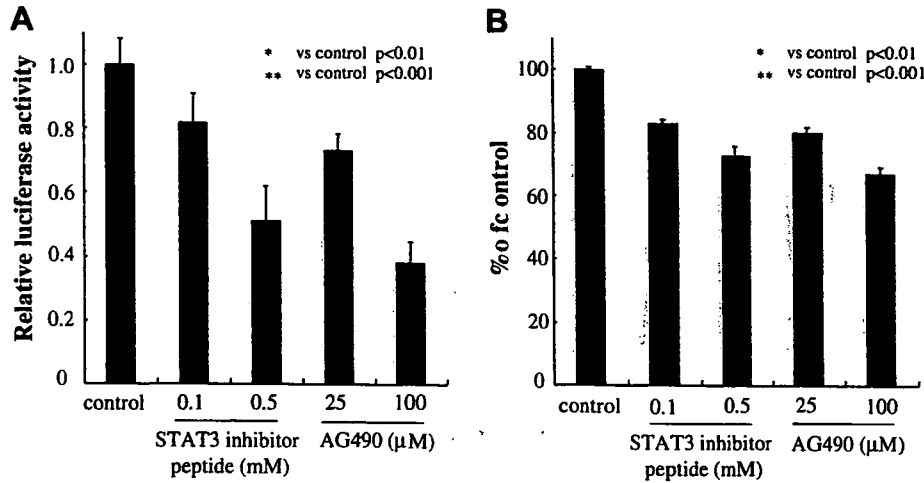 A
* vs control p<0.01
** vs control p<0.001
Relative luciferase activity
1.0
0.8
0.6
0.4
0.2
0
control
0.1
0.5
25
100
STAT3 inhibitor
peptide (mM)
AG490 (μM)
B
* vs control p<0.01
** vs control p<0.001
%o fc ontrol
100
80
60
40
20
0
control
0.1
0.5
25
100
STAT3 inhibitor
peptide (mM)
AG490 (μM)